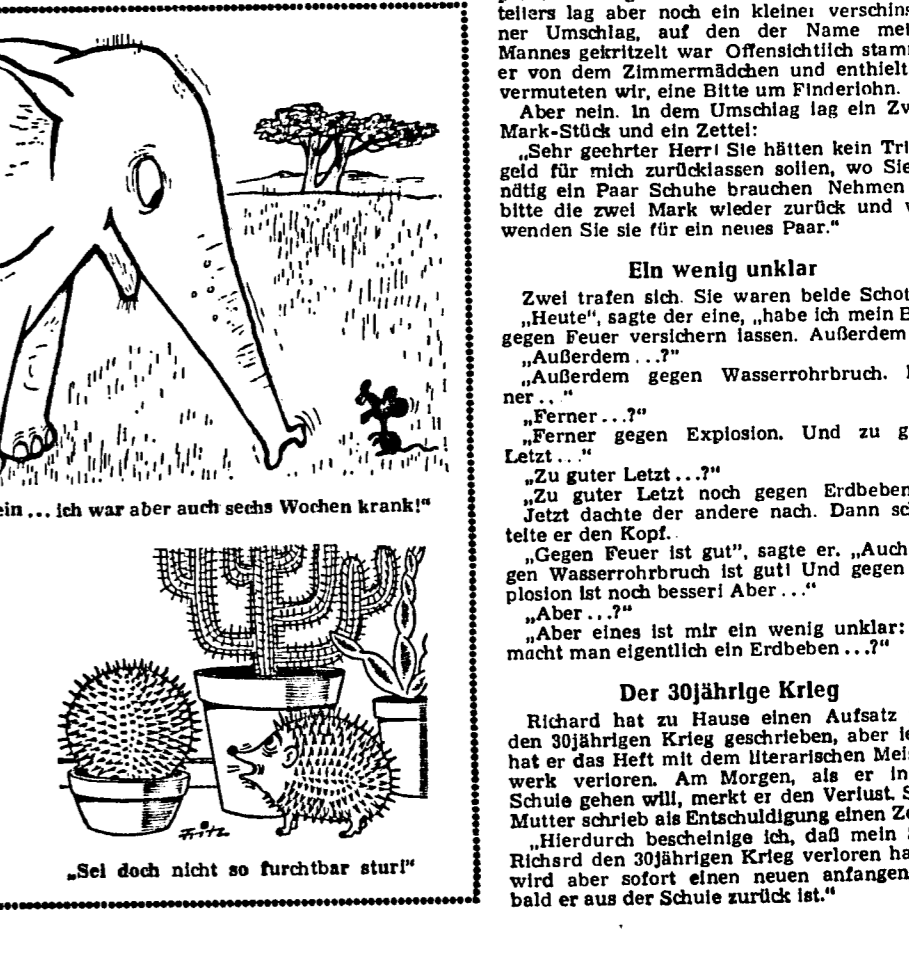 ein ... ich war aber auch sechs Wochen krank!“
Fritz
„Sei doch nicht so furchtbar stur!“
tellers lag aber noch ein kleiner verschlos
ner Umschlag, auf den der Name mei
Mannes gekritzelt war Offensichtlich stam
er von dem Zimmermädchen und enthielt
vermuteten wir, eine Bitte um Finderlohn.
Aber nein. In dem Umschlag lag ein Zw
Mark-Stück und ein Zettel:
„Sehr geehrter Herr! Sie hätten kein Tri
geld für mich zurücklassen sollen, wo Sie
nötig ein Paar Schuhe brauchen Nehmen
bitte die zwei Mark wieder zurück und v
wenden Sie sie für ein neues Paar.“
Ein wenig unklar
Zwei trafen sich. Sie waren beide Schot
„Heute“, sagte der eine, „habe ich mein
gegen Feuer versichern lassen. Außerdem
„Außerdem ...?“
„Außerdem gegen Wasserrohrbruch.
ner ... “
„Ferner ...?“
„Ferner gegen Explosion. Und zu g
Letzt ... “
„Zu guter Letzt ...?“
„Zu guter Letzt noch gegen Erdbeben
Jetzt dachte der andere nach. Dann sc
telte er den Kopf.
„Gegen Feuer ist gut“, sagte er. „Auch
gen Wasserrohrbruch ist gut! Und gegen
plosion ist noch besser! Aber ...“
„Aber ...?“
„Aber eines ist mir ein wenig unklar:
macht man eigentlich ein Erdbeben ...?“
Der 30jährige Krieg
Richard hat zu Hause einen Aufsatz
den 30jährigen Krieg geschrieben, aber le
hat er das Heft mit dem literarischen Mei
werk verloren. Am Morgen, als er in
Schule gehen will, merkt er den Verlust. S
Mutter schrieb als Entschuldigung einen Ze
„Hierdurch bescheinige ich, daß mein
Richard den 30jährigen Krieg verloren ha
wird aber sofort einen neuen anfangen
bald er aus der Schule zurück ist.“